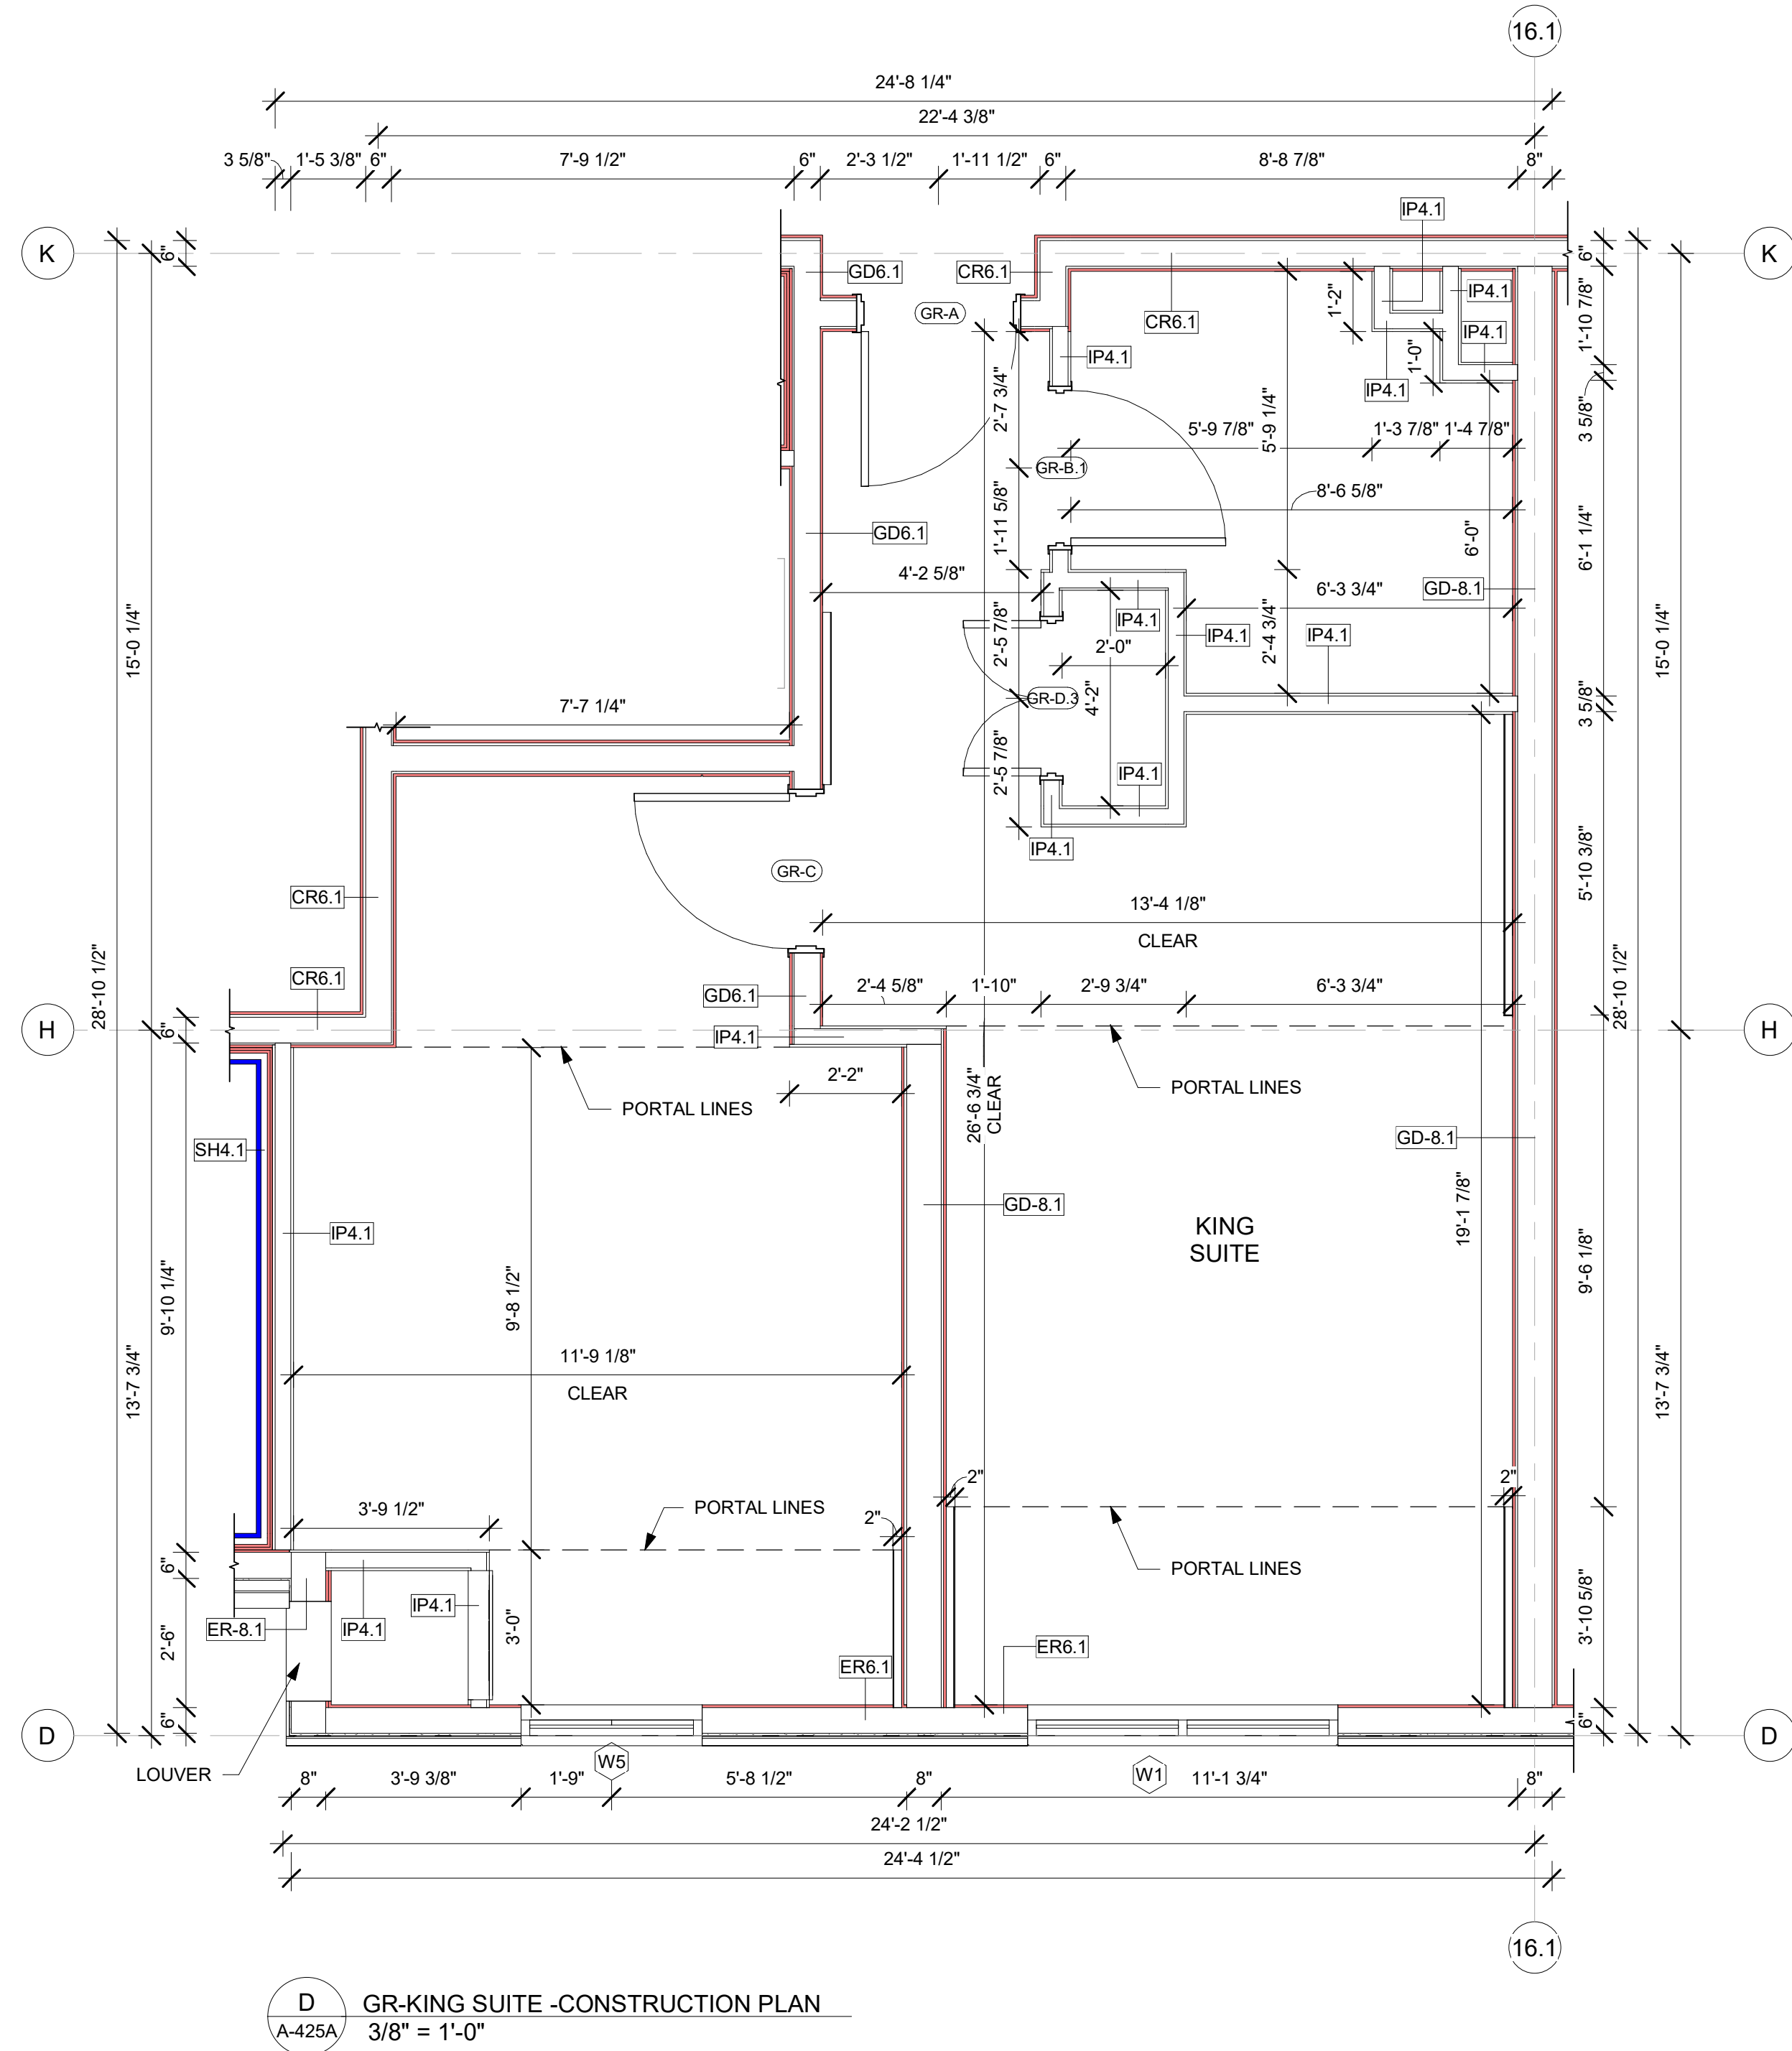 16.1
24'-8 1/4"
22'-4 3/8"
3 5/8" 1'-5 3/8" 6" 7'-9 1/2" 6" 2'-3 1/2" 1'-11 1/2" 6" 8'-8 7/8" 8"
IP4.1
K 6" GD6.1 CR6.1 6" K
IP4.1
1'-2"
GR-A
CR6.1
IP4.1
1'-10 7/8"
IP4.1
1'-0"
IP4.1
2'-7 3/4"
3 5/8"
5'-9 1/4"
5'-9 7/8" 1'-3 7/8" 1'-4 7/8"
GR-B.1
8'-6 5/8"
1'-11 5/8"
GD6.1
6'-0"
6'-1 1/4"
4'-2 5/8"
6'-3 3/4"
GD-8.1
IP4.1
IP4.1
IP4.1
2'-5 7/8"
2'-4 3/4"
2'-0"
15'-0 1/4"
15'-0 1/4"
GR-D.3
4'-2"
3 5/8"
7'-7 1/4"
2'-5 7/8"
IP4.1
IP4.1
GR-C
5'-10 3/8"
CR6.1
13'-4 1/8"
CLEAR
CR6.1
28'-10 1/2"
28'-10 1/2"
GD6.1
2'-4 5/8" 1'-10" 2'-9 3/4" 6'-3 3/4"
H 6" IP4.1 H
2'-2"
PORTAL LINES
PORTAL LINES
26'-6 3/4"
CLEAR
SH4.1
GD-8.1
GD-8.1
IP4.1
19'-1 7/8"
KING
SUITE
9'-10 1/4"
9'-8 1/2"
9'-6 1/8"
11'-9 1/8"
CLEAR
13'-7 3/4"
13'-7 3/4"
2"
2"
3'-9 1/2"
PORTAL LINES
2"
6"
PORTAL LINES
IP4.1
ER-8.1
IP4.1
2'-6"
3'-0"
3'-10 5/8"
ER6.1
ER6.1
D 6" 6" D
LOUVER
W5
W1
8" 3'-9 3/8" 1'-9" 5'-8 1/2" 8" 11'-1 3/4" 8"
24'-2 1/2"
24'-4 1/2"
16.1
D GR-KING SUITE -CONSTRUCTION PLAN
A-425A 3/8" = 1'-0"